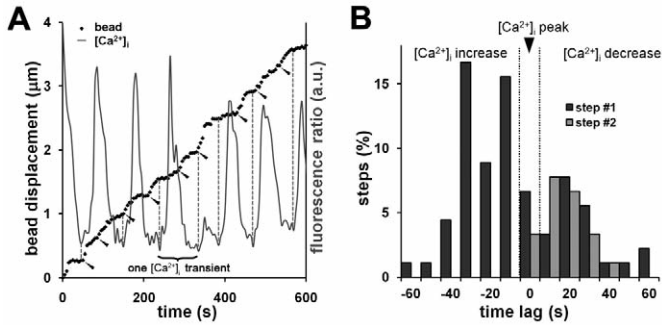 A
bead
[Ca²⁺]i
bead displacement (μm)
4
3
2
1
0
fluorescence ratio (a.u.)
one [Ca²⁺]i transient
0
200
400
600
time (s)
B
[Ca²⁺]i peak
[Ca²⁺]i increase
[Ca²⁺]i decrease
step #1
step #2
steps (%)
15
10
5
0
-60
-40
-20
0
20
40
60
time lag (s)